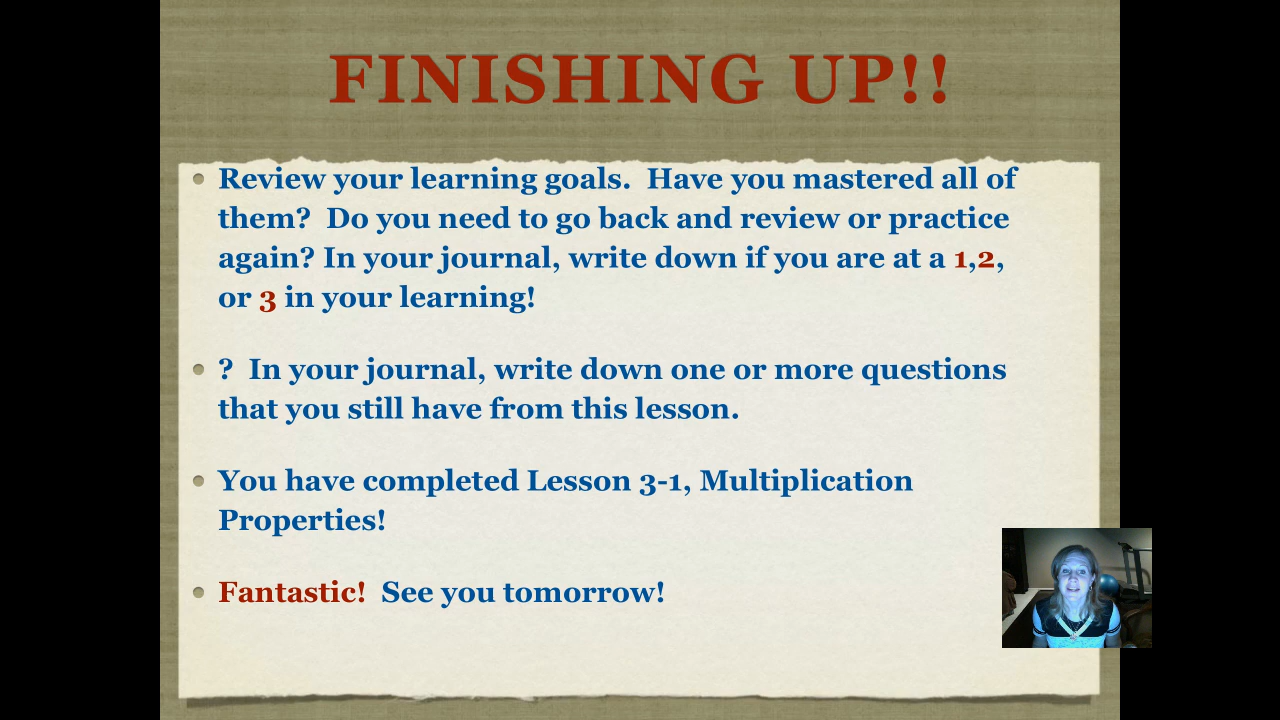 FINISHING UP!!
Review your learning goals.  Have you mastered all of
them?  Do you need to go back and review or practice
again? In your journal, write down if you are at a 1,2,
or 3 in your learning!
?  In your journal, write down one or more questions
that you still have from this lesson.
You have completed Lesson 3-1, Multiplication
Properties!
Fantastic!  See you tomorrow!